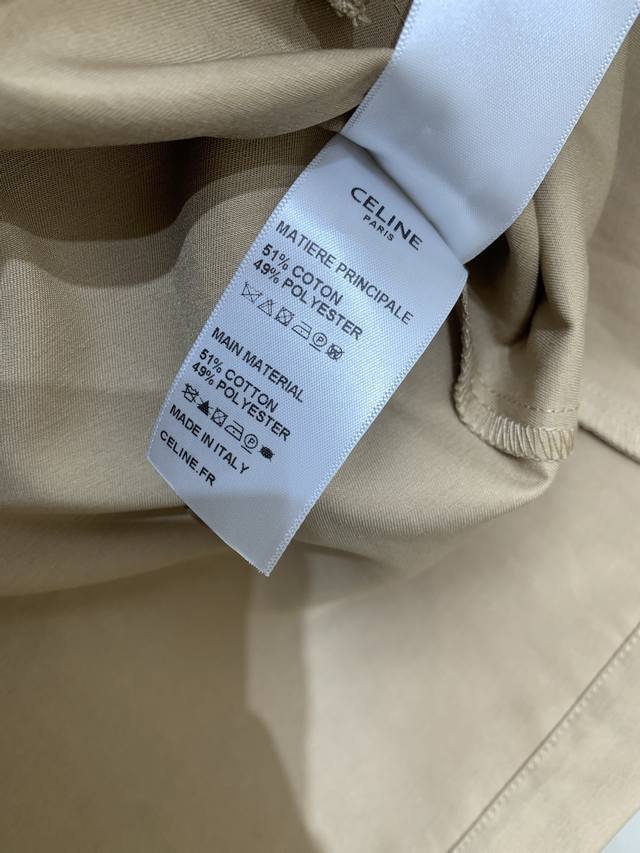 CELINE
PARIS
MATIERE PRINCIPALE
51% COTON
49% POLYESTER
MAIN MATERIAL
51% COTTON
49% POLYESTER
MADE IN ITALY
CELINE.FR